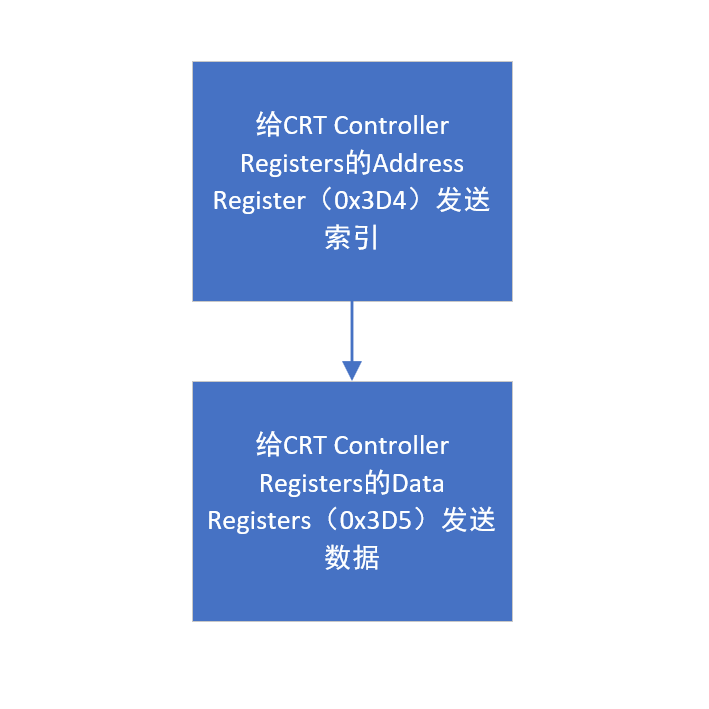 给CRT Controller
Registers的Address
Register（0x3D4）发送
索引
给CRT Controller
Registers的Data
Registers（0x3D5）发送
数据